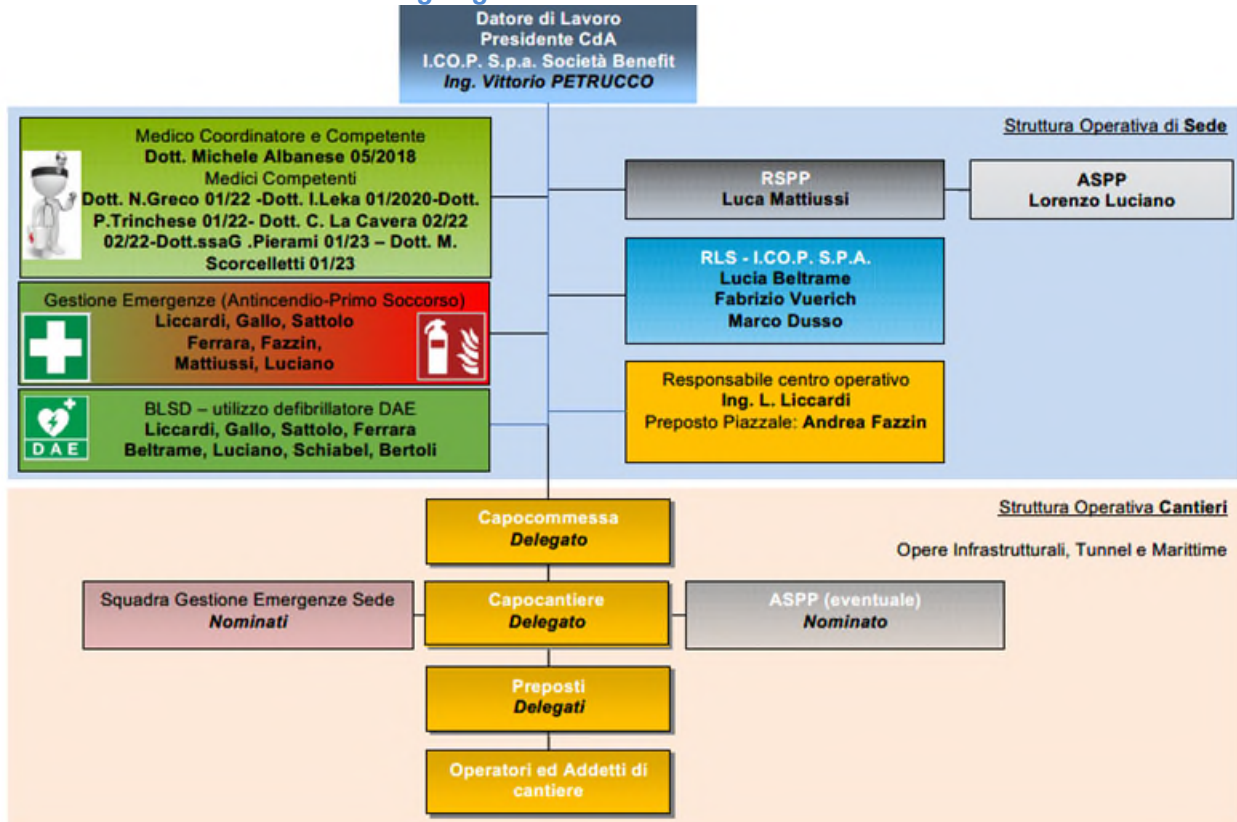 Datore di Lavoro
Presidente CdA
I.CO.P. S.p.a. Società Benefit
Ing. Vittorio PETRUCCO
Struttura Operativa di Sede
Medico Coordinatore e Competente
Dott. Michele Albanese 05/2018
Medici Competenti
Dott. N.Greco 01/22 -Dott. I.Leka 01/2020-Dott.
P.Trinchese 01/22- Dott. C. La Cavera 02/22
02/22-Dott.ssaG .Pierami 01/23 – Dott. M.
Scorcelletti 01/23
RSPP
Luca Mattiussi
ASPP
Lorenzo Luciano
RLS - I.CO.P. S.P.A.
Lucia Beltrame
Fabrizio Vuerich
Marco Dusso
Gestione Emergenze (Antincendio-Primo Soccorso)
Liccardi, Gallo, Sattolo
Ferrara, Fazzin,
Mattiussi, Luciano
Responsabile centro operativo
Ing. L. Liccardi
Preposto Piazzale: Andrea Fazzin
DAE
BLSD – utilizzo defibrillatore DAE
Liccardi, Gallo, Sattolo, Ferrara
Beltrame, Luciano, Schiabel, Bertoli
Struttura Operativa Cantieri
Opere Infrastrutturali, Tunnel e Marittime
Capocommessa
Delegato
Squadra Gestione Emergenze Sede
Nominati
Capocantiere
Delegato
ASPP (eventuale)
Nominato
Preposti
Delegati
Operatori ed Addetti di
cantiere